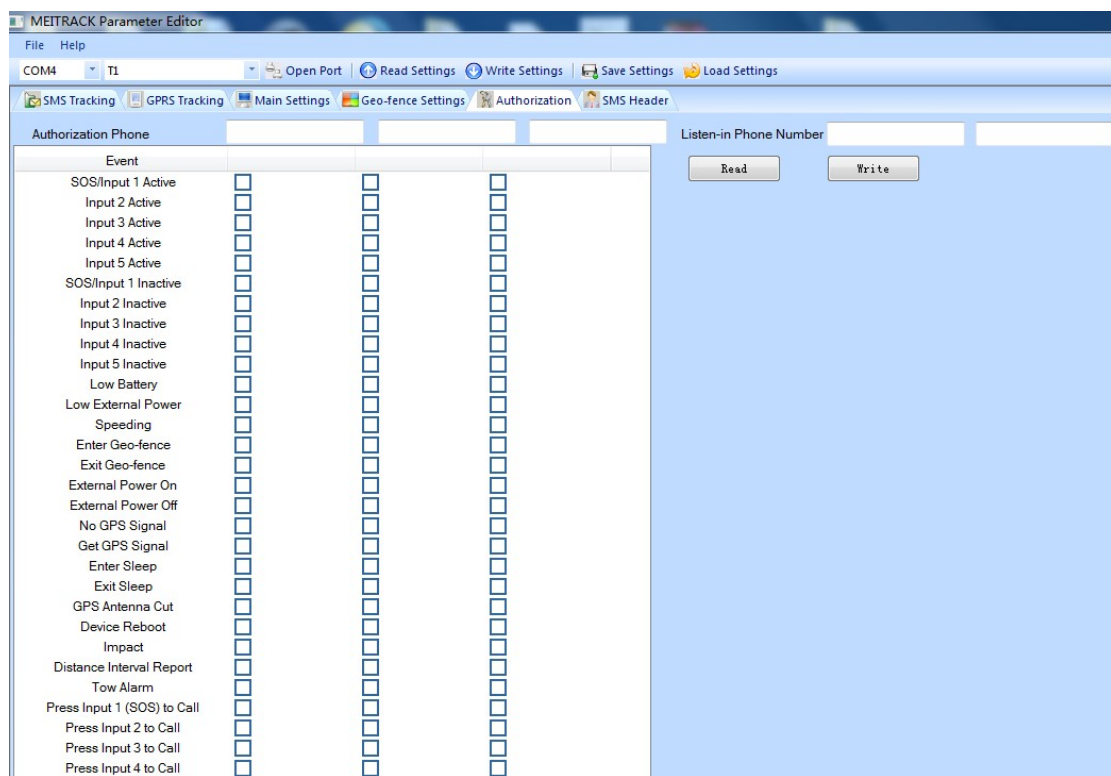 MEITRACK Parameter Editor
File Help
COM4 T1 Open Port Read Settings Write Settings Save Settings Load Settings
SMS Tracking GPRS Tracking Main Settings Geo-fence Settings Authorization SMS Header
Authorization Phone Listen-in Phone Number
Event
Read Write
SOS/Input 1 Active
Input 2 Active
Input 3 Active
Input 4 Active
Input 5 Active
SOS/Input 1 Inactive
Input 2 Inactive
Input 3 Inactive
Input 4 Inactive
Input 5 Inactive
Low Battery
Low External Power
Speeding
Enter Geo-fence
Exit Geo-fence
External Power On
External Power Off
No GPS Signal
Get GPS Signal
Enter Sleep
Exit Sleep
GPS Antenna Cut
Device Reboot
Impact
Distance Interval Report
Tow Alarm
Press Input 1 (SOS) to Call
Press Input 2 to Call
Press Input 3 to Call
Press Input 4 to Call